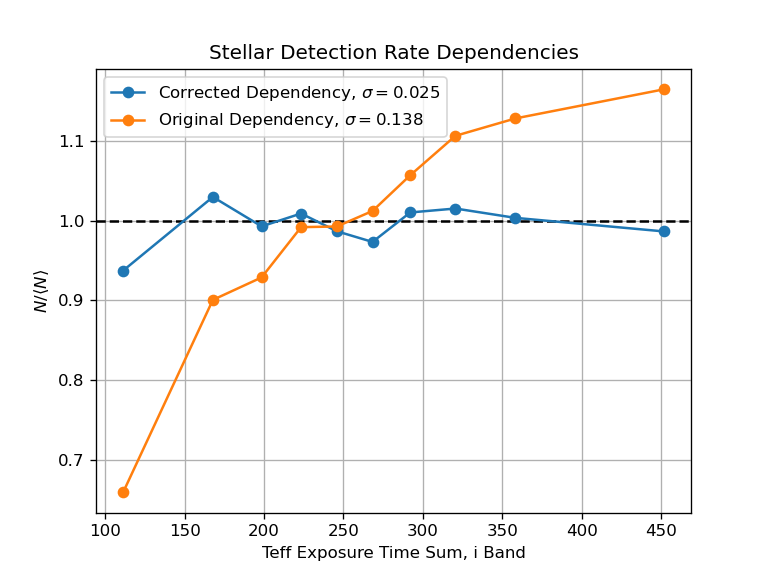 Stellar Detection Rate Dependencies
Corrected Dependency, σ = 0.025
Original Dependency, σ = 0.138
1.1
1.0
0.9
0.8
0.7
N/⟨N⟩
100 150 200 250 300 350 400 450
Teff Exposure Time Sum, i Band